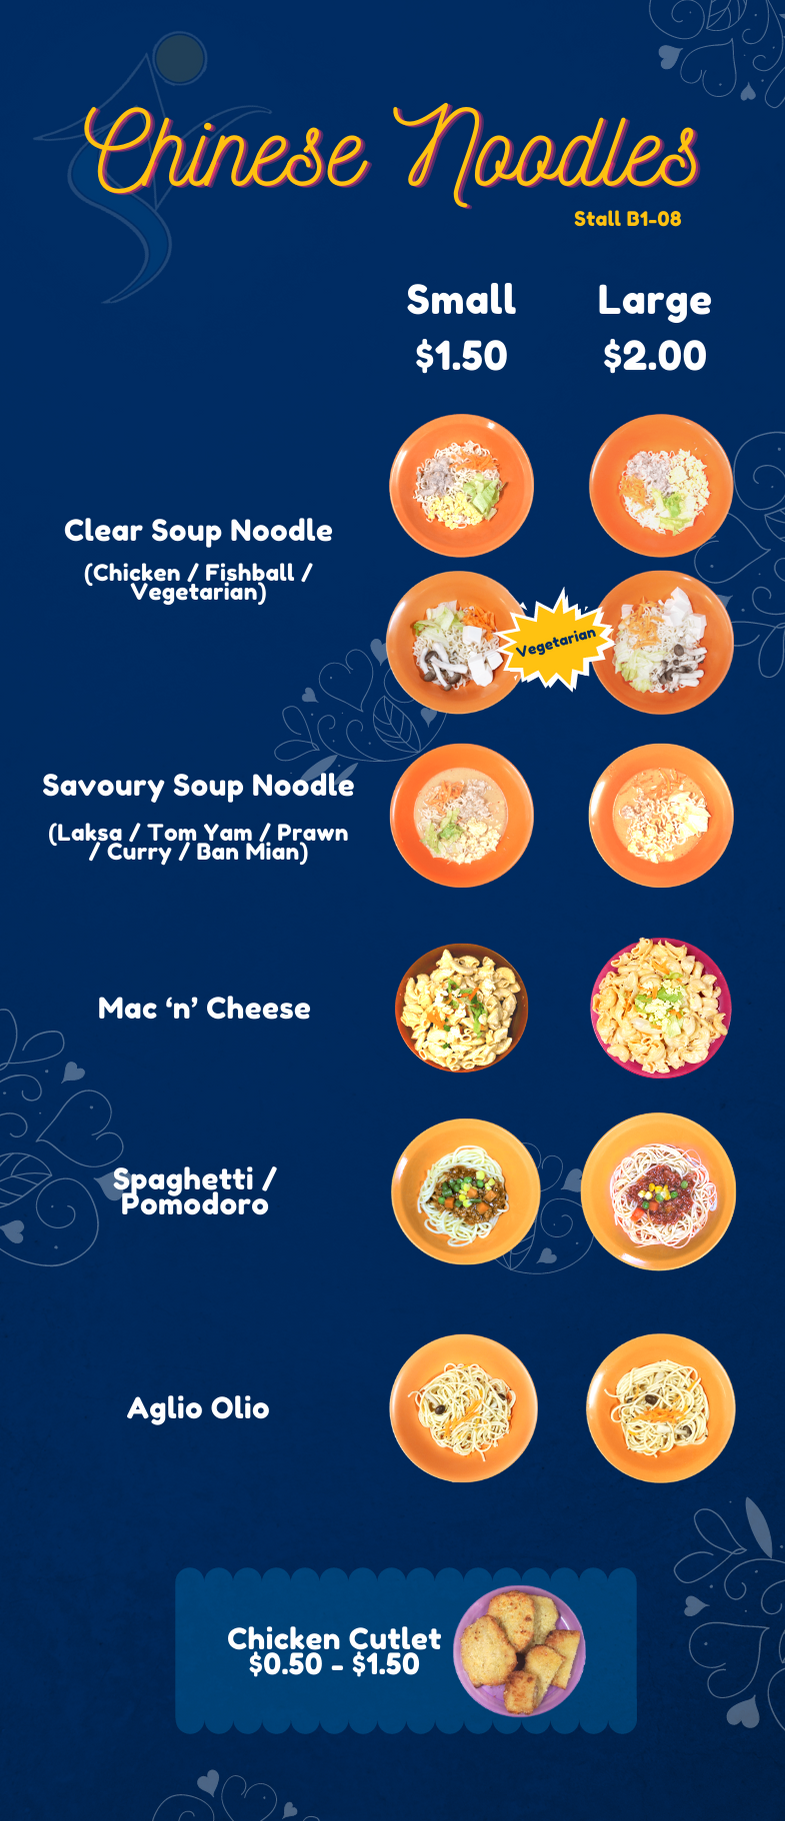 Chinese Noodles
Stall B1-08
Small Large
$1.50 $2.00
Clear Soup Noodle
(Chicken / Fishball /
Vegetarian)
Vegetarian
Savoury Soup Noodle
(Laksa / Tom Yam / Prawn
/ Curry / Ban Mian)
Mac ‘n’ Cheese
Spaghetti /
Pomodoro
Aglio Olio
Chicken Cutlet
$0.50 - $1.50